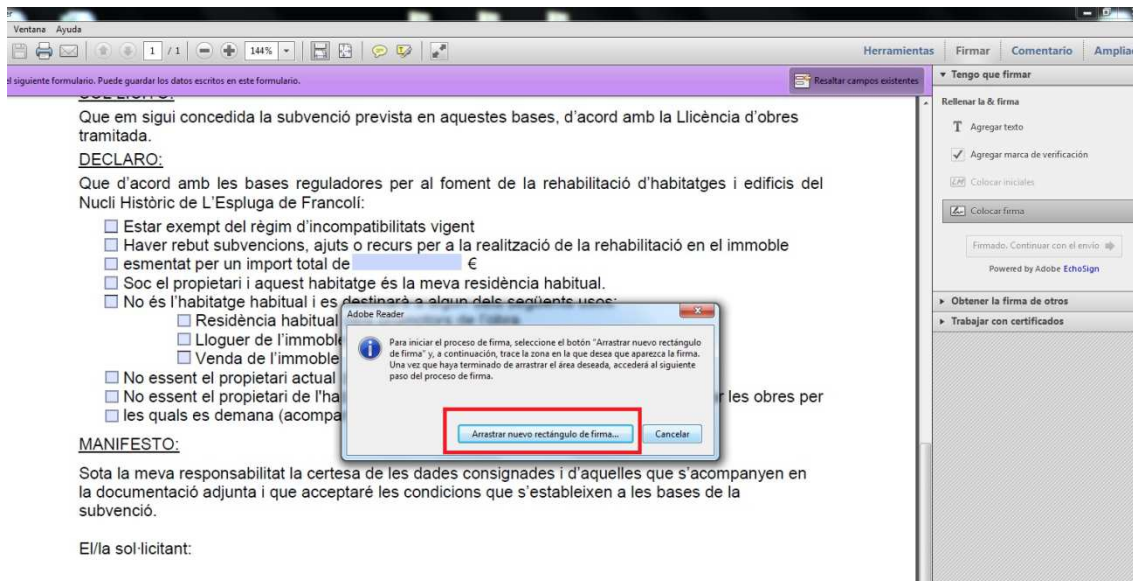 Ventana Ayuda
1 / 1 144% Herramientas Firmar Comentario
el siguiente formulario. Puede guardar los datos escritos en este formulario. Resaltar campos existentes
Tengo que firmar
Rellenar la & firma
Agregar texto
Agregar marca de verificación
Colocar iniciales
Colocar firma
Firmado. Continuar con el envío
Powered by Adobe EchoSign
Obtener la firma de otros
Trabajar con certificados
Que em sigui concedida la subvenció prevista en aquestes bases, d’acord amb la Llicència d’obres
tramitada.
DECLARO:
Que d’acord amb les bases reguladores per al foment de la rehabilitació d’habitatges i edificis del
Nucli Històric de L’Espluga de Francolí:
Estar exempt del règim d’incompatibilitats vigent
Haver rebut subvencions, ajuts o recurs per a la realització de la rehabilitació en el immoble
esmentat per un import total de €
Soc el propietari i aquest habitatge és la meva residència habitual.
No és l’habitatge habitual i es destinarà a algun dels següents usos:
Residència habitual
Lloguer de l’immoble
Venda de l’immoble
No essent el propietari actual
No essent el propietari de l'ha r les obres per
les quals es demana (acompa
Adobe Reader
Para iniciar el proceso de firma, seleccione el botón "Arrastrar nuevo rectángulo
de firma" y, a continuación, trace la zona en la que desea que aparezca la firma.
Una vez que haya terminado de arrastrar el área deseada, accederá al siguiente
paso del proceso de firma.
Arrastrar nuevo rectángulo de firma... Cancelar
MANIFESTO:
Sota la meva responsabilitat la certesa de les dades consignades i d’aquelles que s’acompanyen en
la documentació adjunta i que acceptaré les condicions que s’estableixen a les bases de la
subvenció.
El/la sol·licitant: